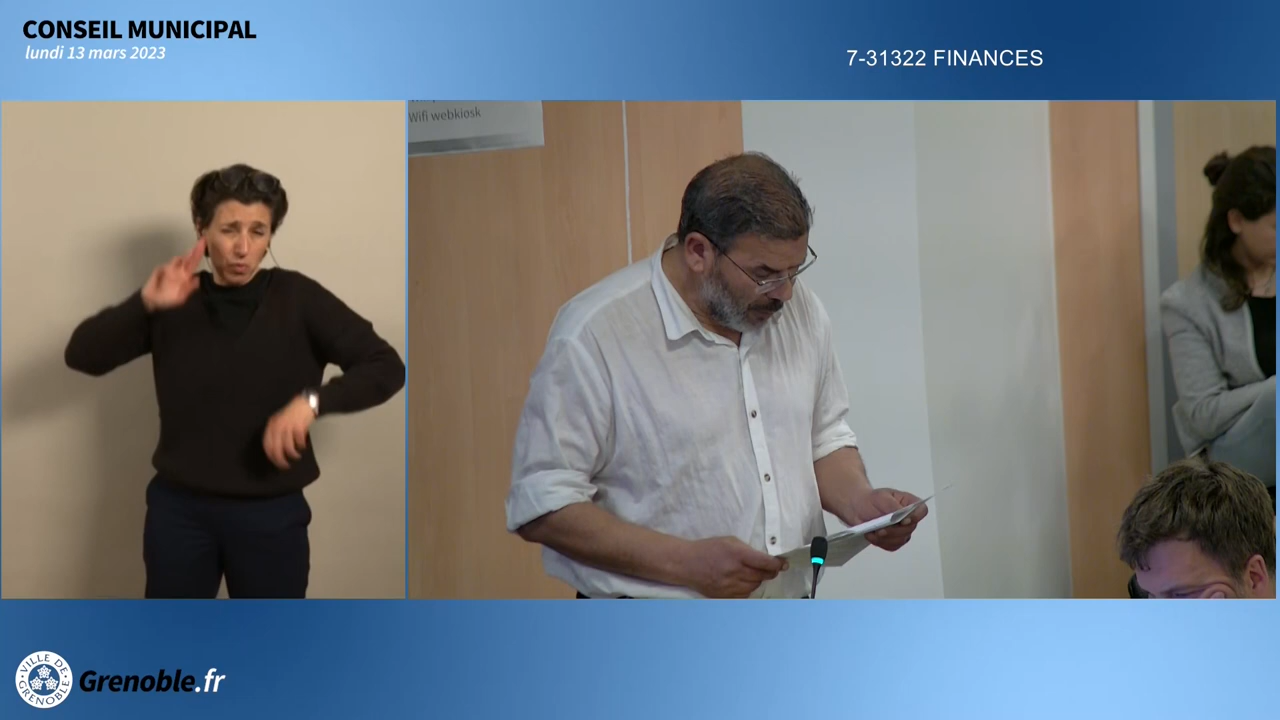 CONSEIL MUNICIPAL
lundi 13 mars 2023
7-31322 FINANCES
Wifi webkiosk
VILLE DE
GRENOBLE
Grenoble.fr